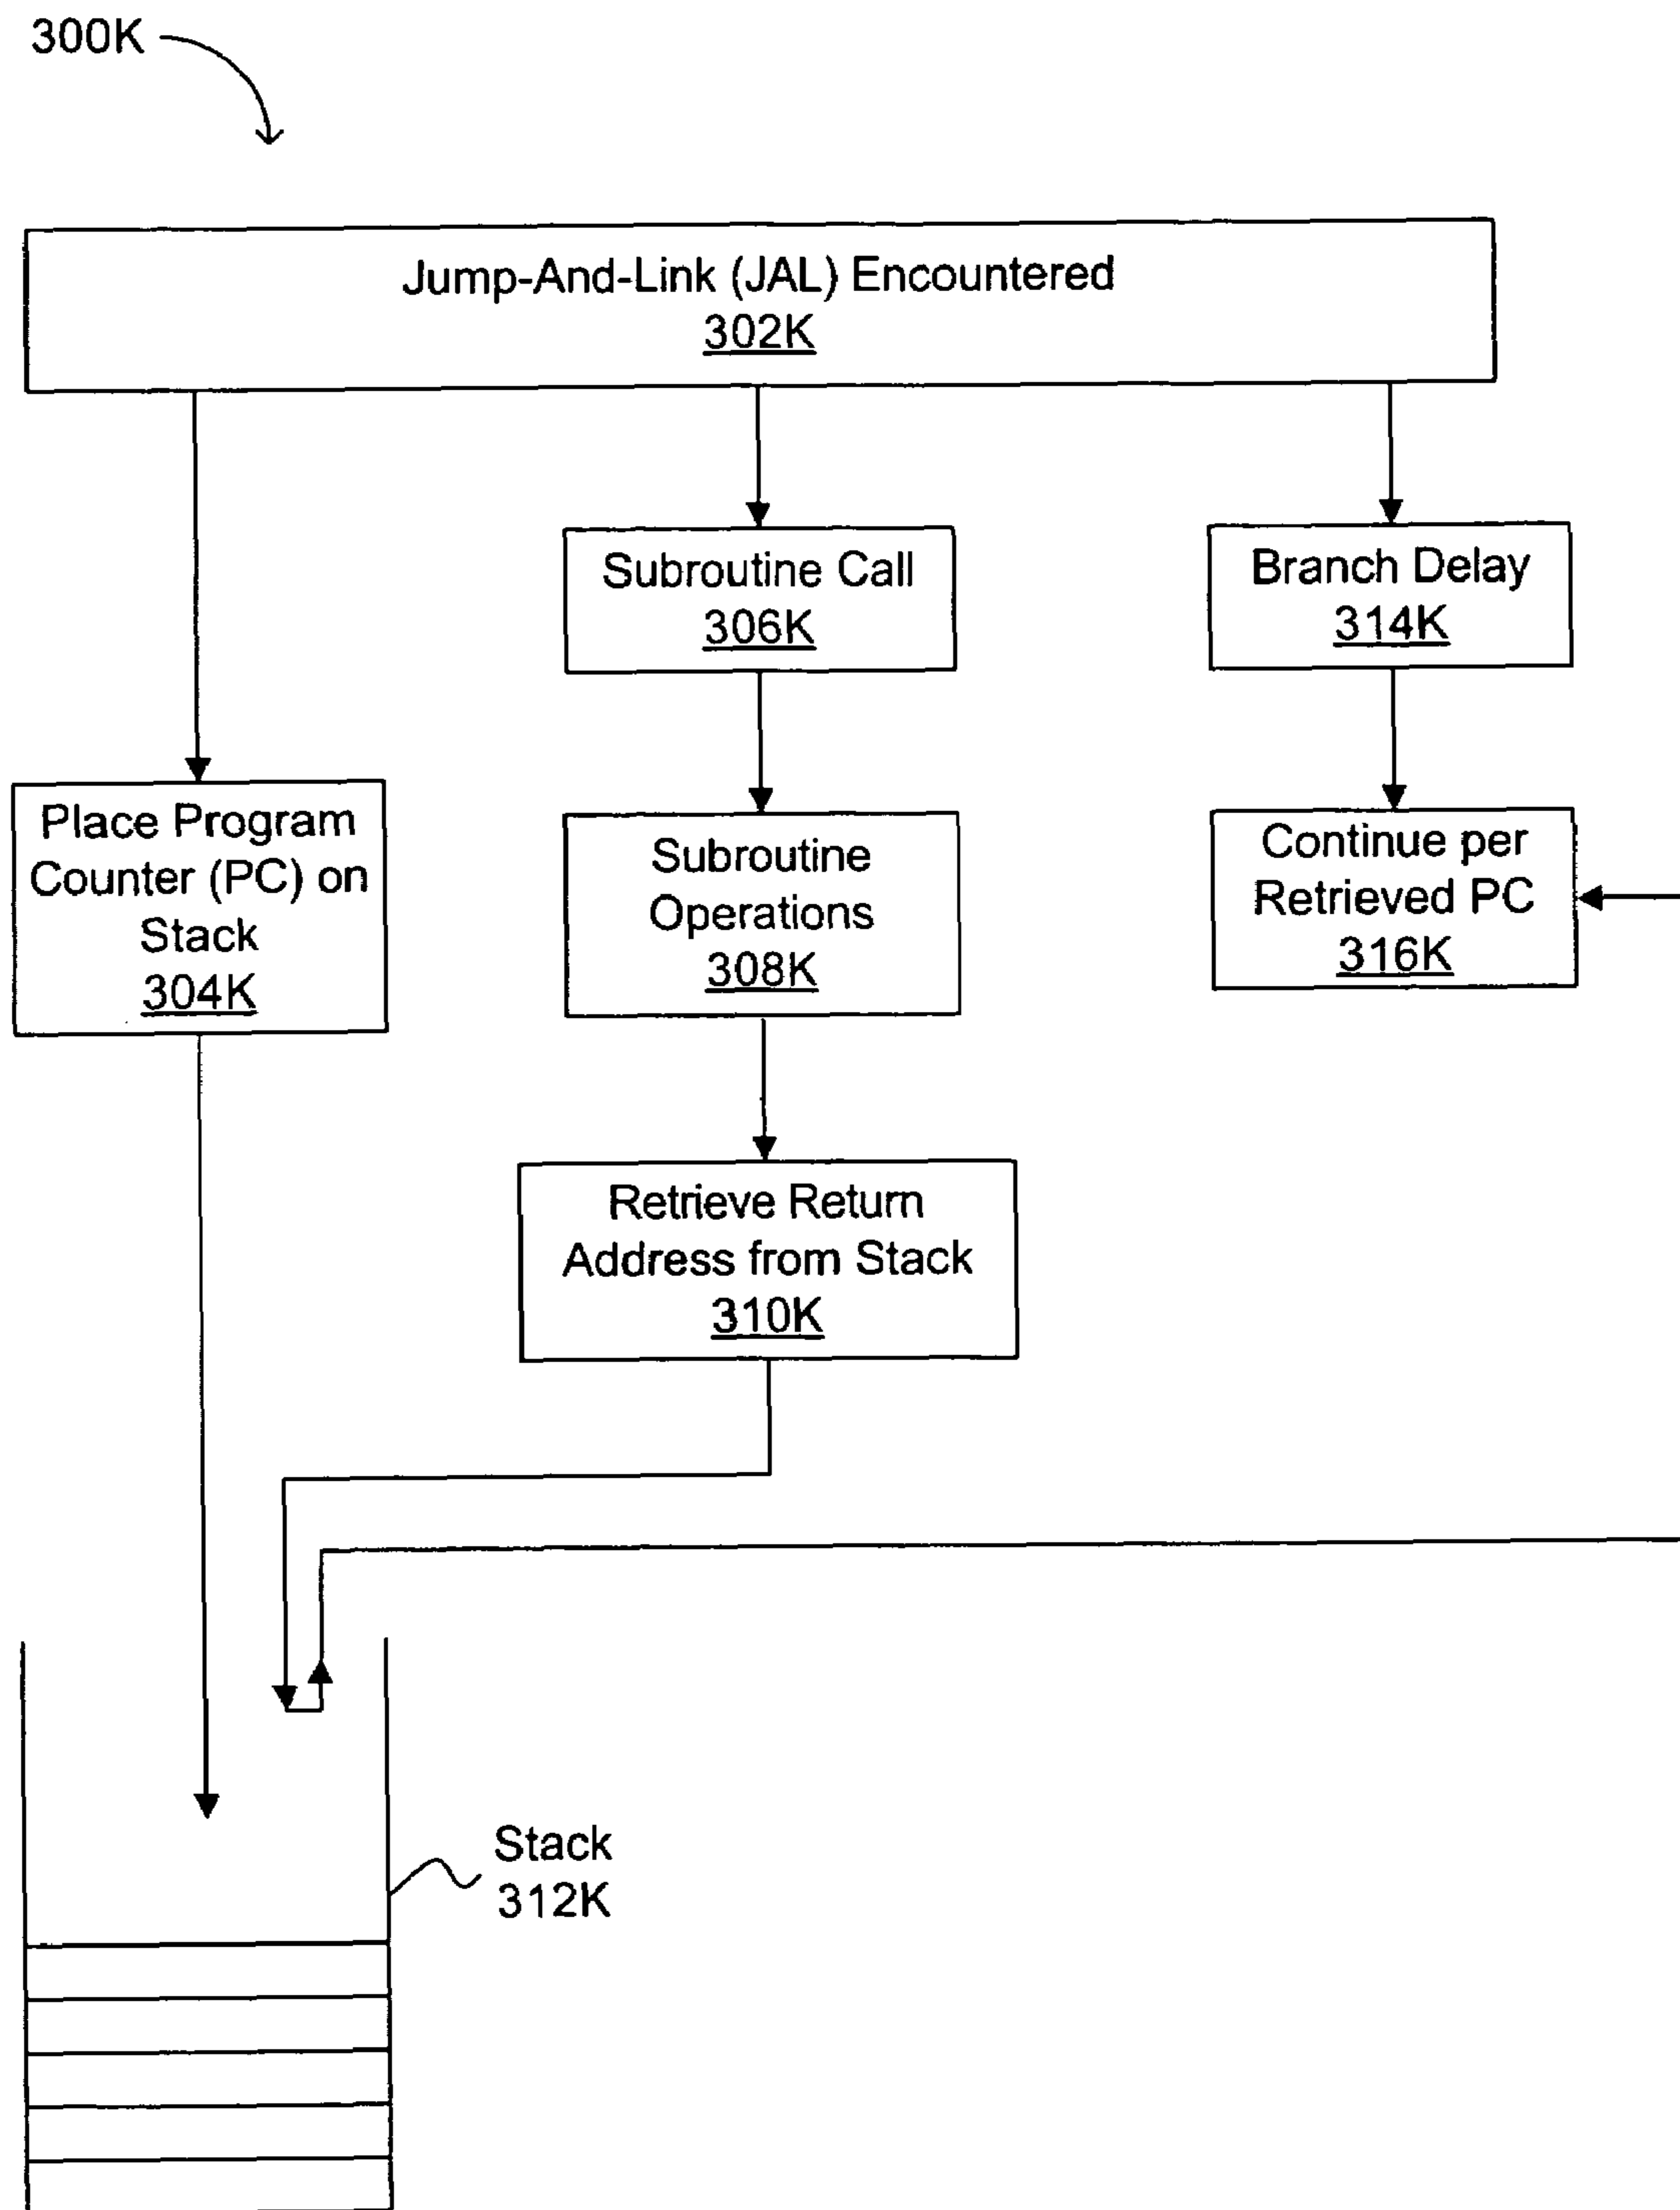 300K
Jump-And-Link (JAL) Encountered
302K
Subroutine Call
306K
Branch Delay
314K
Place Program
Counter (PC) on
Stack
304K
Subroutine
Operations
308K
Continue per
Retrieved PC
316K
Retrieve Return
Address from Stack
310K
Stack
312K